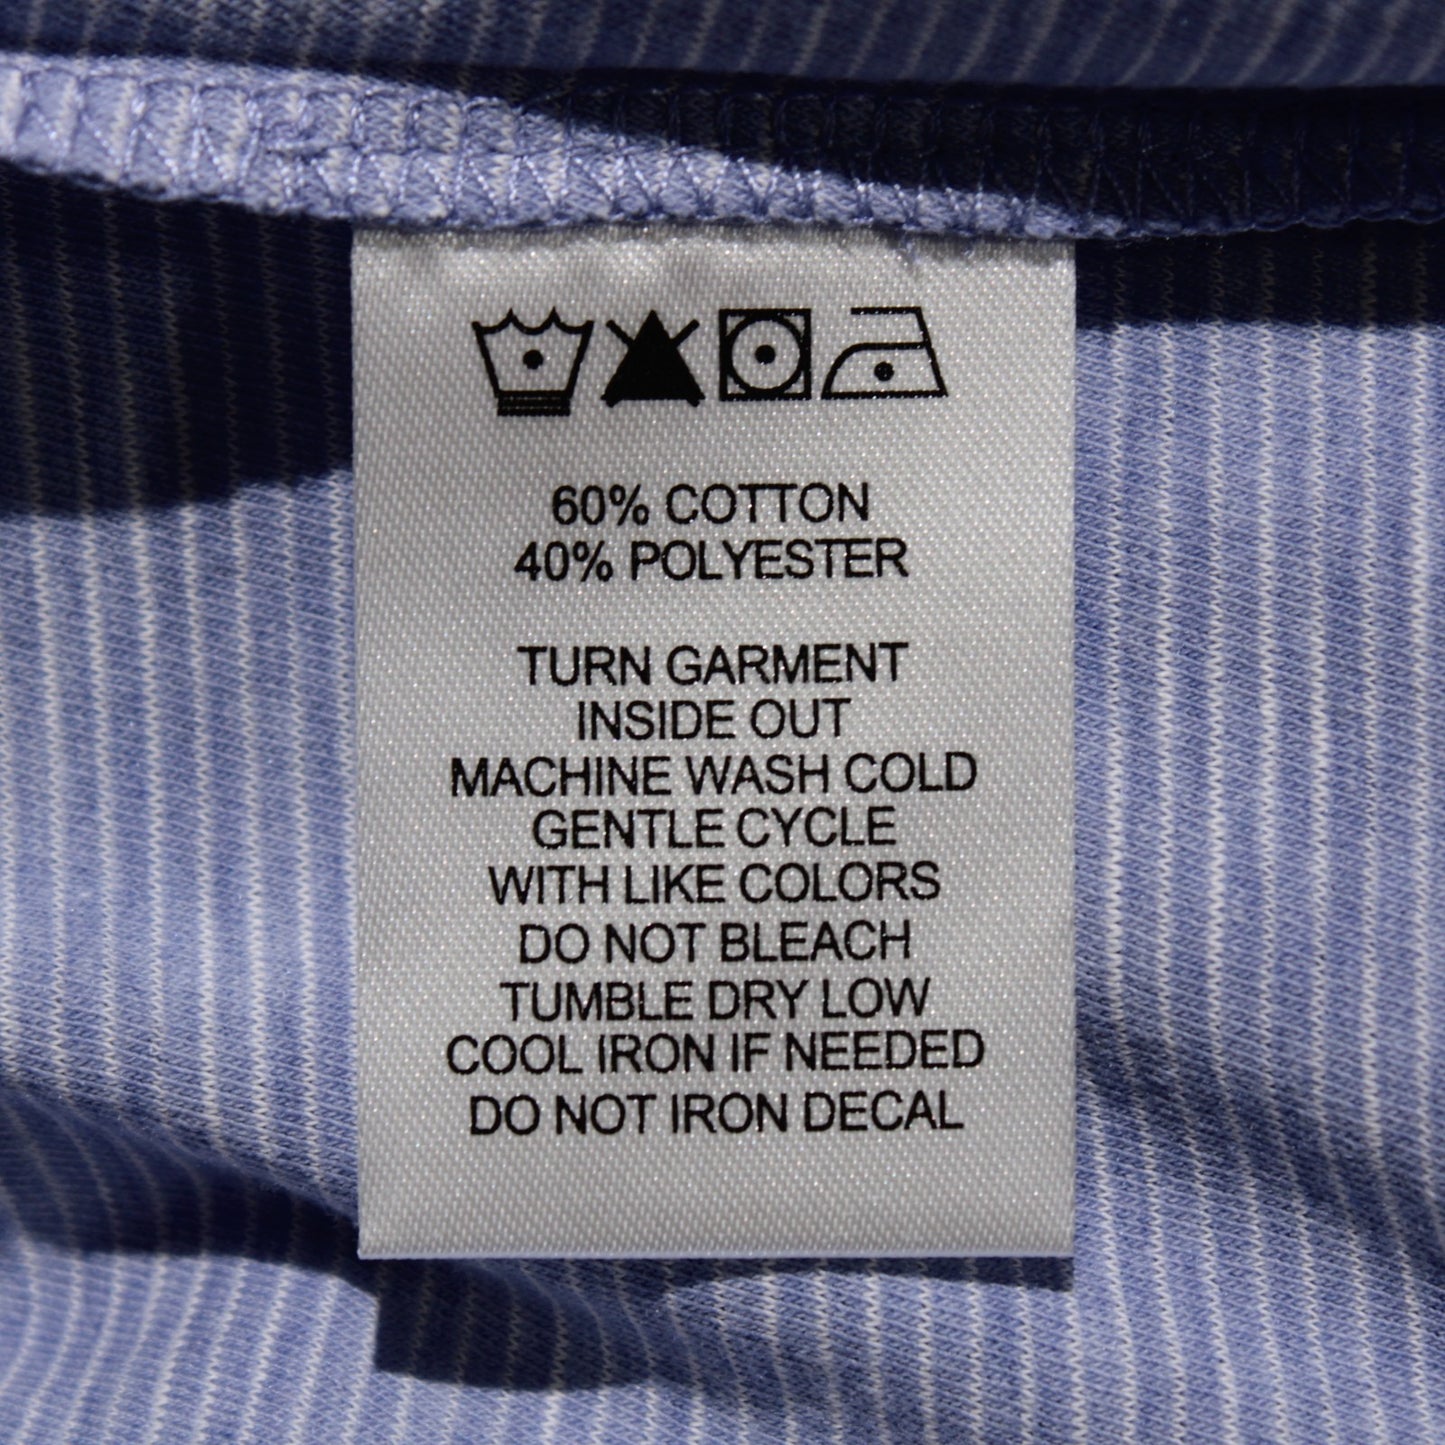 60% COTTON
40% POLYESTER
TURN GARMENT
INSIDE OUT
MACHINE WASH COLD
GENTLE CYCLE
WITH LIKE COLORS
DO NOT BLEACH
TUMBLE DRY LOW
COOL IRON IF NEEDED
DO NOT IRON DECAL